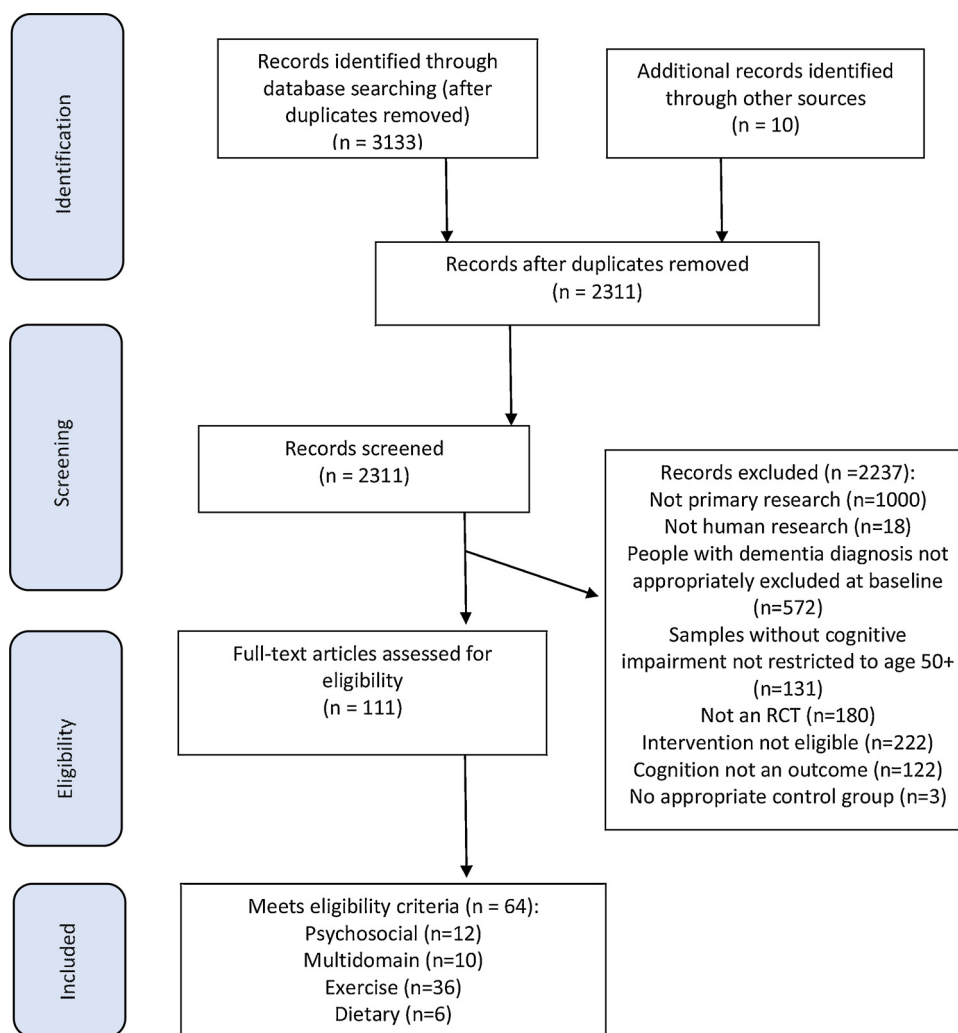 Identification
Records identified through
database searching (after
duplicates removed)
(n = 3133)
Additional records identified
through other sources
(n = 10)
Records after duplicates removed
(n = 2311)
Screening
Records screened
(n = 2311)
Records excluded (n =2237):
Not primary research (n=1000)
Not human research (n=18)
People with dementia diagnosis not
appropriately excluded at baseline
(n=572)
Samples without cognitive
impairment not restricted to age 50+
(n=131)
Not an RCT (n=180)
Intervention not eligible (n=222)
Cognition not an outcome (n=122)
No appropriate control group (n=3)
Eligibility
Full-text articles assessed for
eligibility
(n = 111)
Included
Meets eligibility criteria (n = 64):
Psychosocial (n=12)
Multidomain (n=10)
Exercise (n=36)
Dietary (n=6)